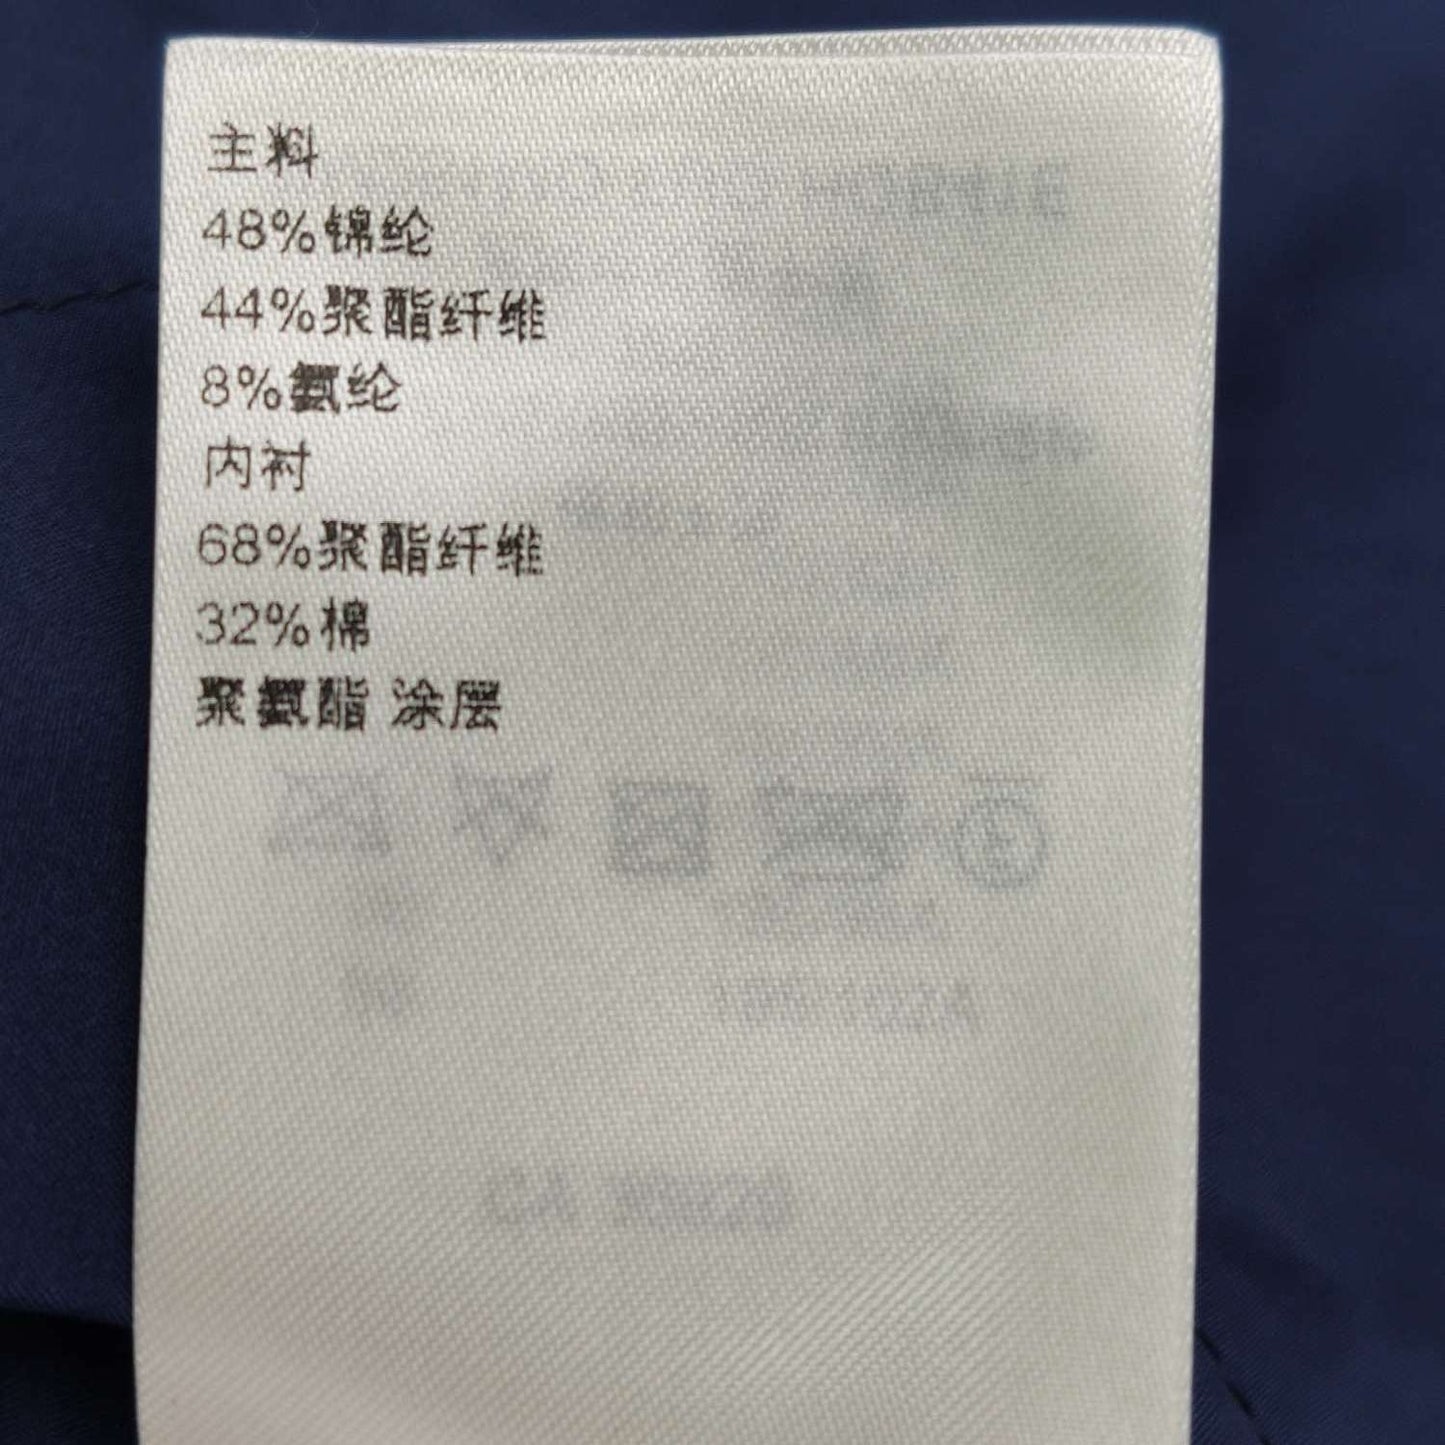 主料
48%锦纶
44%聚酯纤维
8%氨纶
内衬
68%聚酯纤维
32%棉
聚氨酯 涂层